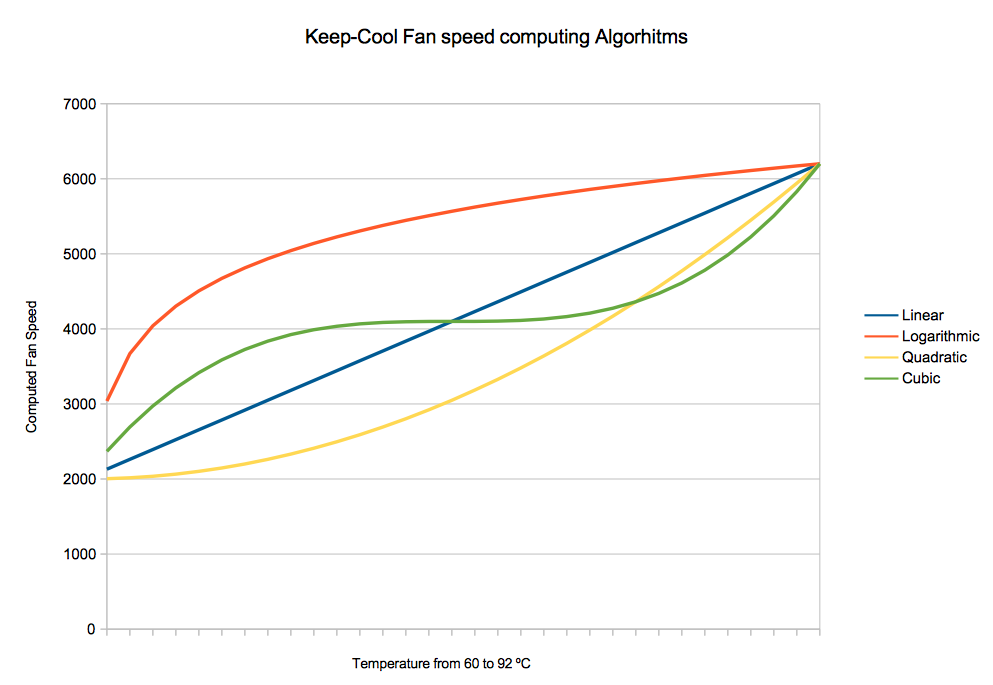 Keep-Cool Fan speed computing Algorhitms
7000
6000
5000
4000
3000
2000
1000
0
Computed Fan Speed
Temperature from 60 to 92 ºC
Linear
Logarithmic
Quadratic
Cubic